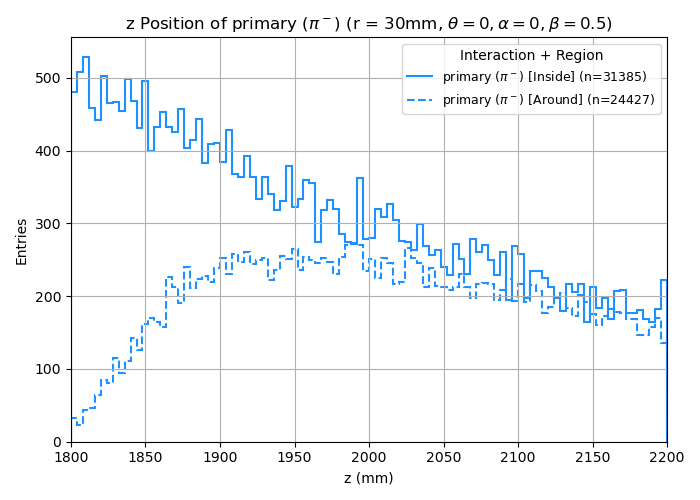 z Position of primary (π⁻) (r = 30mm, θ = 0, α = 0, β = 0.5)
Interaction + Region
primary (π⁻) [Inside] (n=31385)
primary (π⁻) [Around] (n=24427)
Entries
500
400
300
200
100
0
1800 1850 1900 1950 2000 2050 2100 2150 2200
z (mm)